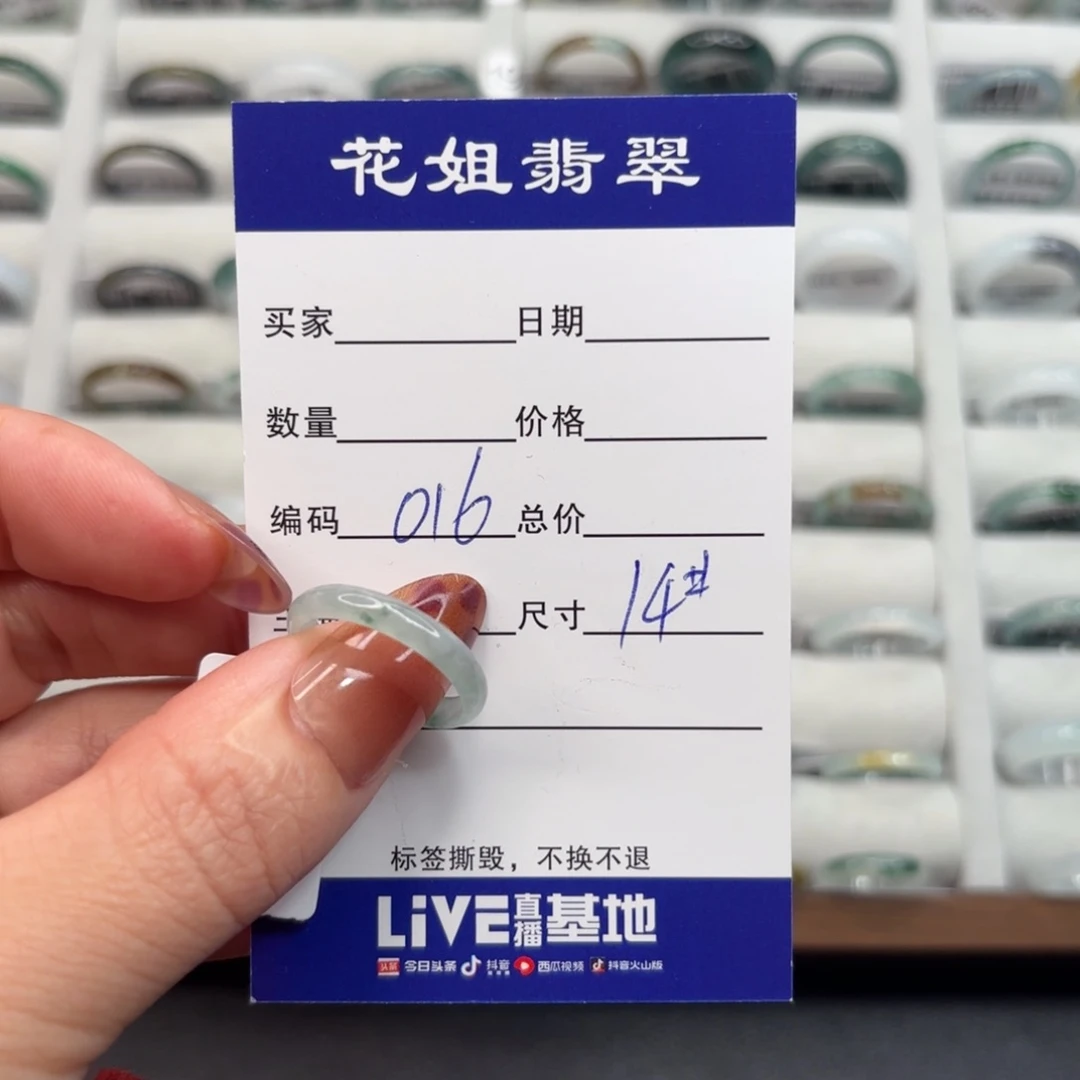 花姐翡翠
买家 日期
数量 价格
编码 016 总价
尺寸 14#
标签撕毁，不换不退
LiVE直播基地
头条 今日头条 抖音 西瓜视频 抖音火山版